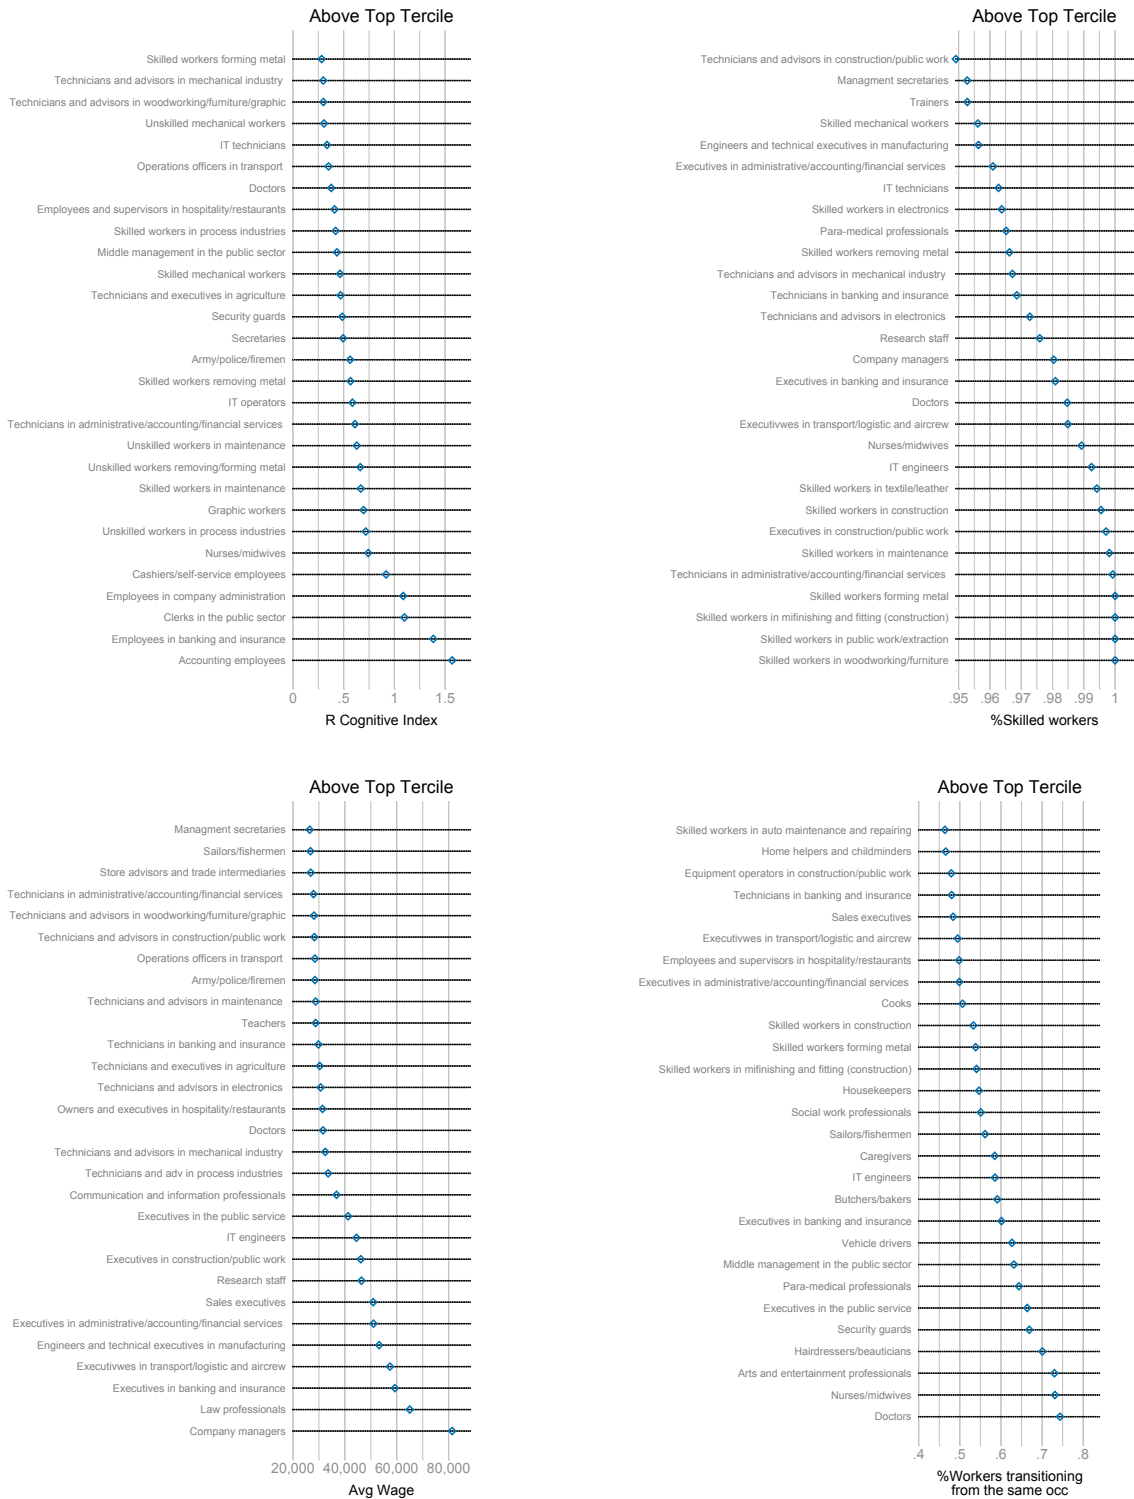 Above Top Tercile
Skilled workers forming metal
Technicians and advisors in mechanical industry
Technicians and advisors in woodworking/furniture/graphic
Unskilled mechanical workers
IT technicians
Operations officers in transport
Doctors
Employees and supervisors in hospitality/restaurants
Skilled workers in process industries
Middle management in the public sector
Skilled mechanical workers
Technicians and executives in agriculture
Security guards
Secretaries
Army/police/firemen
Skilled workers removing metal
IT operators
Technicians in administrative/accounting/financial services
Unskilled workers in maintenance
Unskilled workers removing/forming metal
Skilled workers in maintenance
Graphic workers
Unskilled workers in process industries
Nurses/midwives
Cashiers/self-service employees
Employees in company administration
Clerks in the public sector
Employees in banking and insurance
Accounting employees
0 .5 1 1.5
R Cognitive Index
Above Top Tercile
Technicians and advisors in construction/public work
Managment secretaries
Trainers
Skilled mechanical workers
Engineers and technical executives in manufacturing
Executives in administrative/accounting/financial services
IT technicians
Skilled workers in electronics
Para-medical professionals
Skilled workers removing metal
Technicians and advisors in mechanical industry
Technicians in banking and insurance
Technicians and advisors in electronics
Research staff
Company managers
Executives in banking and insurance
Doctors
Executivwes in transport/logistic and aircrew
Nurses/midwives
IT engineers
Skilled workers in textile/leather
Skilled workers in construction
Executives in construction/public work
Skilled workers in maintenance
Technicians in administrative/accounting/financial services
Skilled workers forming metal
Skilled workers in mifinishing and fitting (construction)
Skilled workers in public work/extraction
Skilled workers in woodworking/furniture
.95 .96 .97 .98 .99 1
%Skilled workers
Above Top Tercile
Managment secretaries
Sailors/fishermen
Store advisors and trade intermediaries
Technicians in administrative/accounting/financial services
Technicians and advisors in woodworking/furniture/graphic
Technicians and advisors in construction/public work
Operations officers in transport
Army/police/firemen
Technicians and advisors in maintenance
Teachers
Technicians in banking and insurance
Technicians and executives in agriculture
Technicians and advisors in electronics
Owners and executives in hospitality/restaurants
Doctors
Technicians and advisors in mechanical industry
Technicians and adv in process industries
Communication and information professionals
Executives in the public service
IT engineers
Executives in construction/public work
Research staff
Sales executives
Executives in administrative/accounting/financial services
Engineers and technical executives in manufacturing
Executivwes in transport/logistic and aircrew
Executives in banking and insurance
Law professionals
Company managers
20,000 40,000 60,000 80,000
Avg Wage
Above Top Tercile
Skilled workers in auto maintenance and repairing
Home helpers and childminders
Equipment operators in construction/public work
Technicians in banking and insurance
Sales executives
Executivwes in transport/logistic and aircrew
Employees and supervisors in hospitality/restaurants
Executives in administrative/accounting/financial services
Cooks
Skilled workers in construction
Skilled workers forming metal
Skilled workers in mifinishing and fitting (construction)
Housekeepers
Social work professionals
Sailors/fishermen
Caregivers
IT engineers
Butchers/bakers
Executives in banking and insurance
Vehicle drivers
Middle management in the public sector
Para-medical professionals
Executives in the public service
Security guards
Hairdressers/beauticians
Arts and entertainment professionals
Nurses/midwives
Doctors
.4 .5 .6 .7 .8
%Workers transitioning
from the same occ